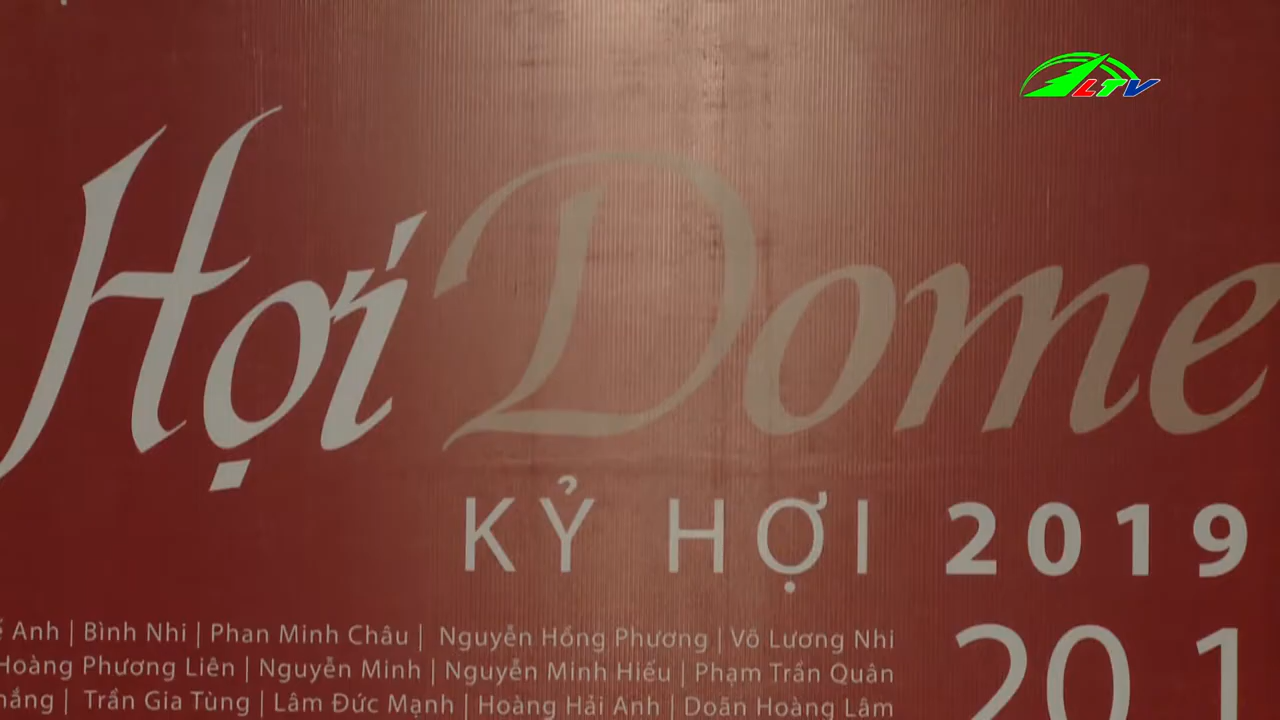 LTV
Hợi Dome
KỶ HỢI 2019
Anh | Bình Nhi | Phan Minh Châu | Nguyễn Hồng Phương | Võ Lương Nhi
Hoàng Phương Liên | Nguyễn Minh | Nguyễn Minh Hiếu | Phạm Trần Quân
Trần Gia Tùng | Lâm Đức Mạnh | Hoàng Hải Anh | Doãn Hoàng Lâm
20.1